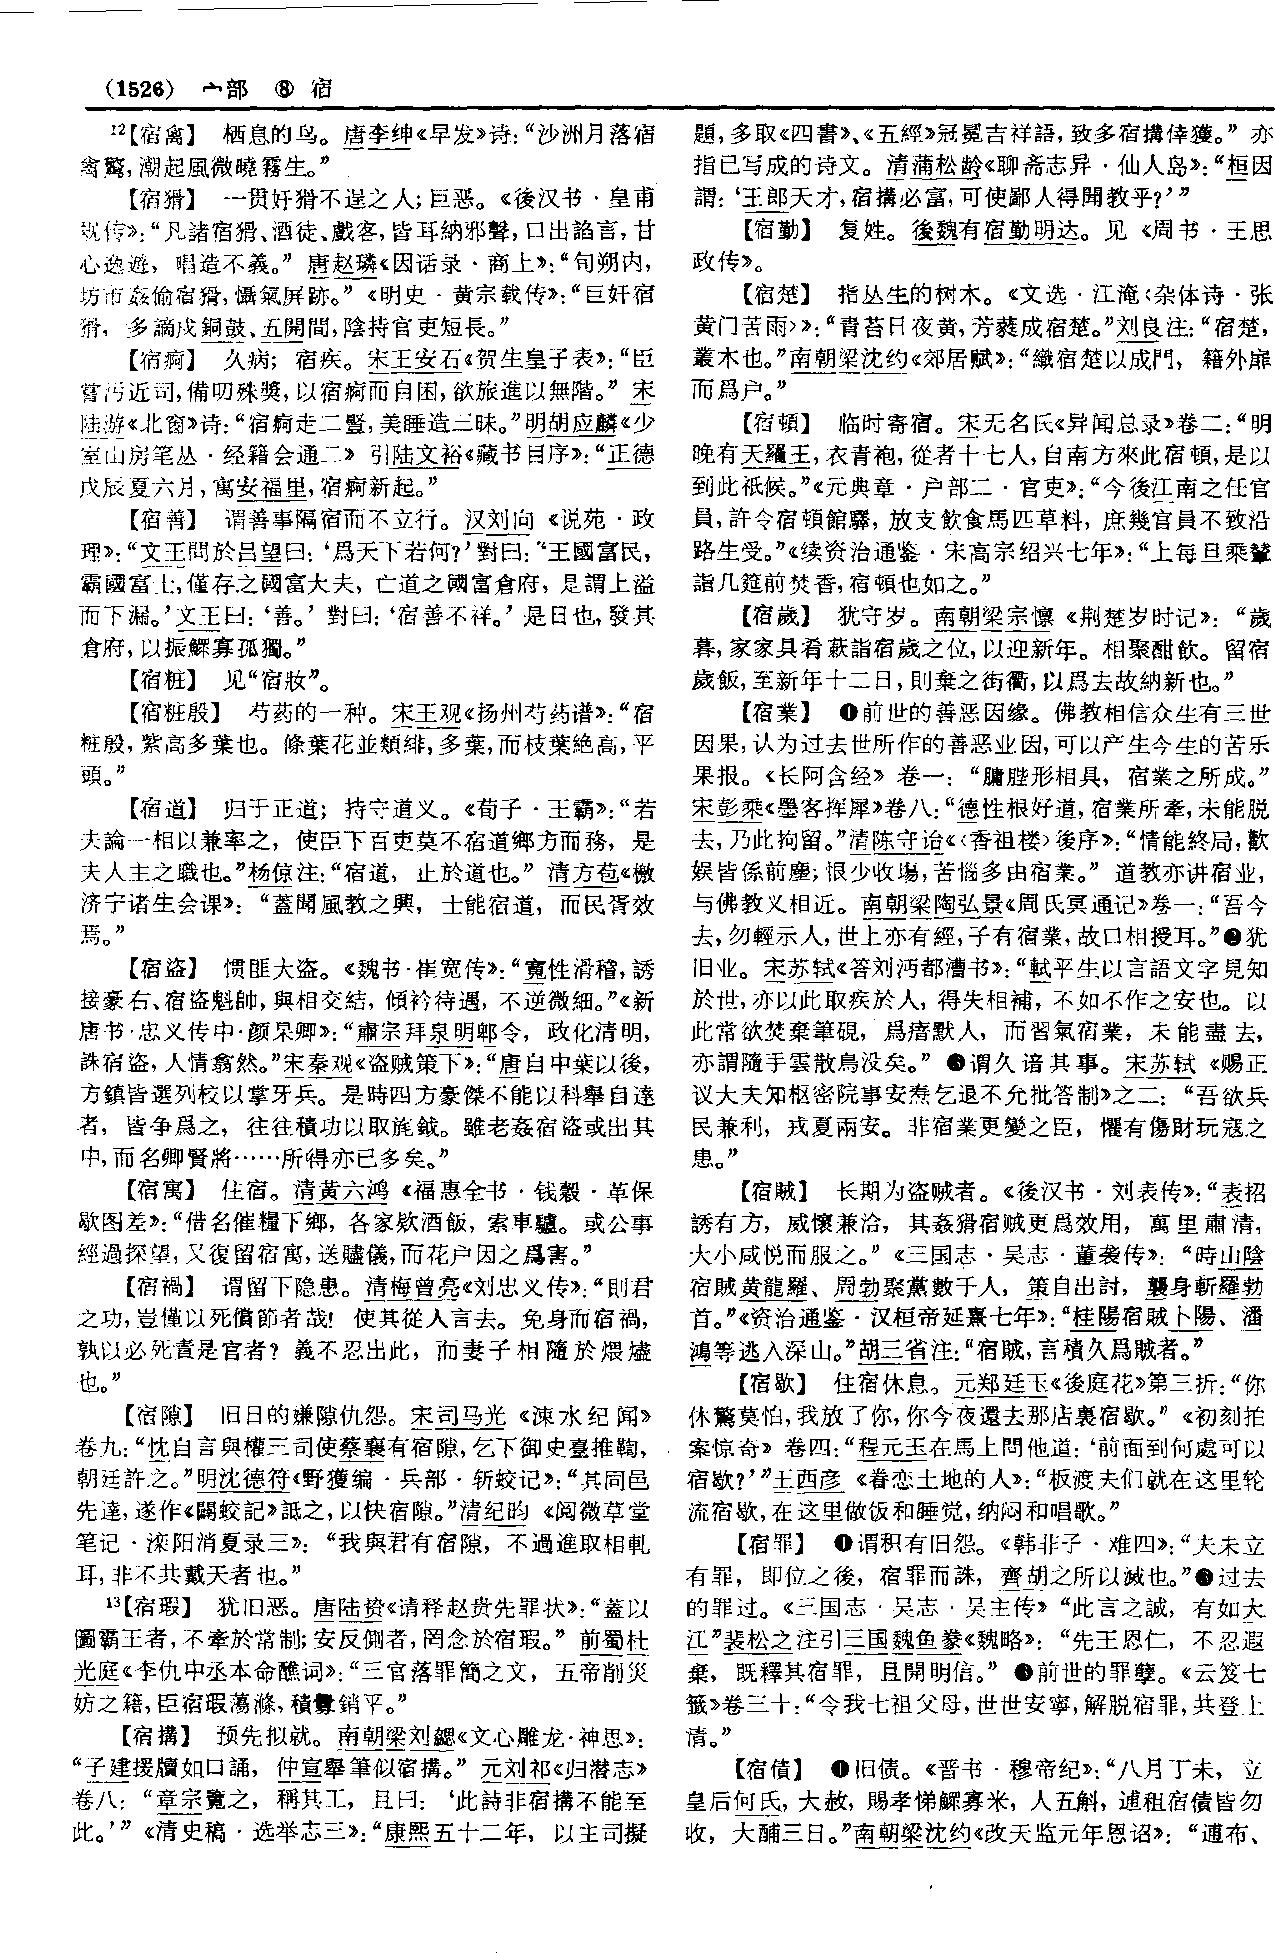 (1526) 宀部 ⑧ 宿
¹²【宿禽】 栖息的鸟。唐李绅《早发》诗:“沙洲月落宿
禽驚,潮起風微曉霧生。”
【宿猾】 一贯奸猾不逞之人;巨恶。《後汉书·皇甫
规传》:“凡諸宿猾、酒徒、戲客,皆耳納邪聲,口出諂言,甘
心逸遊,唱造不義。”唐赵璘《因话录·商上》:“旬朔内,
坊市姦偷宿猾,懾氣屏跡。”《明史·黄宗载传》:“巨奸宿
猾,多謫戍銅鼓、五開間,陰持官吏短長。”
【宿痾】 久病;宿疾。宋王安石《贺生皇子表》:“臣
嘗污近司,備叨殊獎,以宿痾而自困,欲旅進以無階。”宋
陆游《北窗》诗:“宿痾走二豎,美睡造三昧。”明胡应麟《少
室山房笔丛·经籍会通二》引陆文裕《藏书目序》:“正德
戊辰夏六月,寓安福里,宿痾新起。”
【宿善】 谓善事隔宿而不立行。汉刘向《说苑·政
理》:“文王問於吕望曰:‘爲天下若何?’對曰:‘王國富民,
霸國富士,僅存之國富大夫,亡道之國富倉府,是謂上溢
而下漏。’文王曰:‘善。’對曰:‘宿善不祥。’是日也,發其
倉府,以振鰥寡孤獨。”
【宿粧】 见“宿妝”。
【宿粧殷】 芍药的一种。宋王观《扬州芍药谱》:“宿
粧殷,紫高多葉也。條葉花並類緋,多葉,而枝葉絶高,平
頭。”
【宿道】 归于正道;持守道义。《荀子·王霸》:“若
夫論一相以兼率之,使臣下百吏莫不宿道鄉方而務,是
夫人主之職也。”杨倞注:“宿道,止於道也。”清方苞《檄
济宁诸生会课》:“蓋聞風教之興,士能宿道,而民胥效
焉。”
【宿盗】 惯匪大盗。《魏书·崔宽传》:“寬性滑稽,誘
接豪右、宿盗魁帥,與相交結,傾衿待遇,不逆微細。”《新
唐书·忠义传中·颜杲卿》:“肅宗拜泉明郫令,政化清明,
誅宿盗,人情翕然。”宋秦观《盗贼策下》:“唐自中葉以後,
方鎮皆選列校以掌牙兵。是時四方豪傑不能以科舉自達
者,皆争爲之,往往積功以取旄鉞。雖老姦宿盗或出其
中,而名卿賢將……所得亦已多矣。”
【宿寓】 住宿。清黄六鸿《福惠全书·钱穀·革保
歇图差》:“借名催糧下鄉,各家欵酒飯,索車驢。或公事
經過探望,又復留宿寓,送贐儀,而花户因之爲害。”
【宿禍】 谓留下隐患。清梅曾亮《刘忠义传》:“則君
之功,豈僅以死償節者哉!使其從人言去。免身而宿禍,
孰以必死責是官者?義不忍出此,而妻子相隨於煨燼
也。”
【宿隙】 旧日的嫌隙仇怨。宋司马光《涑水纪闻》
卷九:“忱自言與權三司使蔡襄有宿隙,乞下御史臺推鞫,
朝廷許之。”明沈德符《野獲编·兵部·斩蛟记》:“其同邑
先達,遂作《闢蛟記》詆之,以快宿隙。”清纪昀《阅微草堂
笔记·滦阳消夏录三》:“我與君有宿隙,不過進取相軋
耳,非不共戴天者也。”
¹³【宿瑕】 犹旧恶。唐陆贽《请释赵贵先罪状》:“蓋以
圖霸王者,不牽於常制;安反側者,罔念於宿瑕。”前蜀杜
光庭《李仇中丞本命醮词》:“三官落罪簡之文,五帝削災
妨之籍,臣宿瑕蕩滌,積釁銷平。”
【宿搆】 预先拟就。南朝梁刘勰《文心雕龙·神思》:
“子建援牘如口誦,仲宣舉筆似宿搆。”元刘祁《归潜志》
卷八:“章宗覽之,稱其工,且曰:‘此詩非宿搆不能至
此。’”《清史稿·选举志三》:“康熙五十二年,以主司擬
題,多取《四書》、《五經》冠冕吉祥語,致多宿搆倖獲。”亦
指已写成的诗文。清蒲松龄《聊斋志异·仙人岛》:“桓因
謂:‘王郎天才,宿搆必富,可使鄙人得聞教乎?’”
【宿勤】 复姓。後魏有宿勤明达。见《周书·王思
政传》。
【宿楚】 指丛生的树木。《文选·江淹〈杂体诗·张
黄门苦雨〉》:“青苔日夜黄,芳蕤成宿楚。”刘良注:“宿楚,
叢木也。”南朝梁沈约《郊居赋》:“織宿楚以成門,籍外扉
而爲户。”
【宿頓】 临时寄宿。宋无名氏《异闻总录》卷二:“明
晚有天羅王,衣青袍,從者十七人,自南方來此宿頓,是以
到此祗候。”《元典章·户部二·官吏》:“今後江南之任官
員,許令宿頓館驛,放支飲食馬匹草料,庶幾官員不致沿
路生受。”《续资治通鉴·宋高宗绍兴七年》:“上每旦乘輦
詣几筵前焚香,宿頓也如之。”
【宿歲】 犹守岁。南朝梁宗懔《荆楚岁时记》:“歲
暮,家家具肴蔌詣宿歲之位,以迎新年。相聚酣飲。留宿
歲飯,至新年十二日,則棄之街衢,以爲去故納新也。”
【宿業】 ❶前世的善恶因缘。佛教相信众生有三世
因果,认为过去世所作的善恶业因,可以产生今生的苦乐
果报。《长阿含经》卷一:“膞脭形相具,宿業之所成。”
宋彭乘《墨客挥犀》卷八:“德性根好道,宿業所牽,未能脱
去,乃此拘留。”清陈守诒《〈香祖楼〉後序》:“情能終局,歡
娱皆係前塵;恨少收場,苦惱多由宿業。”道教亦讲宿业,
与佛教义相近。南朝梁陶弘景《周氏冥通记》卷一:“吾今
去,勿輕示人,世上亦有經,子有宿業,故口相授耳。”❷犹
旧业。宋苏轼《答刘沔都漕书》:“軾平生以言語文字見知
於世,亦以此取疾於人,得失相補,不如不作之安也。以
此常欲焚棄筆硯,爲瘖默人,而習氣宿業,未能盡去,
亦謂隨手雲散鳥没矣。”❸谓久谙其事。宋苏轼《赐正
议大夫知枢密院事安焘乞退不允批答制》之二:“吾欲兵
民兼利,戎夏兩安。非宿業更變之臣,懼有傷財玩寇之
患。”
【宿賊】 长期为盗贼者。《後汉书·刘表传》:“表招
誘有方,威懷兼洽,其姦猾宿贼更爲效用,萬里肅清,
大小咸悦而服之。”《三国志·吴志·董袭传》:“時山陰
宿賊黄龍羅、周勃聚黨數千人,策自出討,襲身斬羅勃
首。”《资治通鉴·汉桓帝延熹七年》:“桂陽宿賊卜陽、潘
鴻等逃入深山。”胡三省注:“宿賊,言積久爲賊者。”
【宿歇】 住宿休息。元郑廷玉《後庭花》第三折:“你
休驚莫怕,我放了你,你今夜還去那店裏宿歇。”《初刻拍
案惊奇》卷四:“程元玉在馬上問他道:‘前面到何處可以
宿歇?’”王西彦《眷恋土地的人》:“板渡夫们就在这里轮
流宿歇,在这里做饭和睡觉,纳闷和唱歌。”
【宿罪】 ❶谓积有旧怨。《韩非子·难四》:“夫未立
有罪,即位之後,宿罪而誅,齊胡之所以滅也。”❷过去
的罪过。《三国志·吴志·吴主传》“此言之誠,有如大
江”裴松之注引三国魏鱼豢《魏略》:“先王恩仁,不忍遐
棄,既釋其宿罪,且開明信。”❸前世的罪孽。《云笈七
籤》卷三十:“令我七祖父母,世世安寧,解脱宿罪,共登上
清。”
【宿債】 ❶旧债。《晋书·穆帝纪》:“八月丁未,立
皇后何氏,大赦,賜孝悌鰥寡米,人五斛,逋租宿債皆勿
收,大酺三日。”南朝梁沈约《改天监元年恩诏》:“逋布、